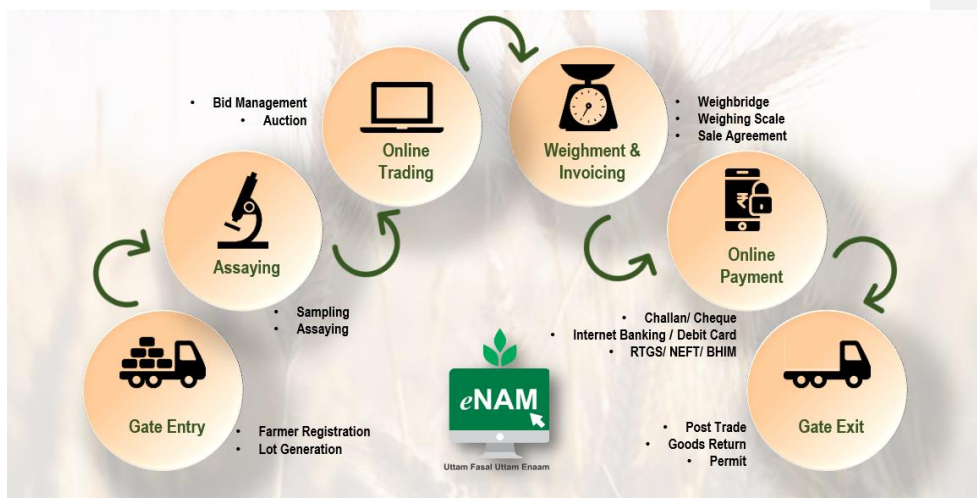 Gate Entry
• Farmer Registration
• Lot Generation
Assaying
• Sampling
• Assaying
Online
Trading
• Bid Management
• Auction
Weighment &
Invoicing
• Weighbridge
• Weighing Scale
• Sale Agreement
₹
Online
Payment
• Challan/ Cheque
• Internet Banking / Debit Card
• RTGS/ NEFT/ BHIM
Gate Exit
• Post Trade
• Goods Return
• Permit
eNAM
Uttam Fasal Uttam Enaam